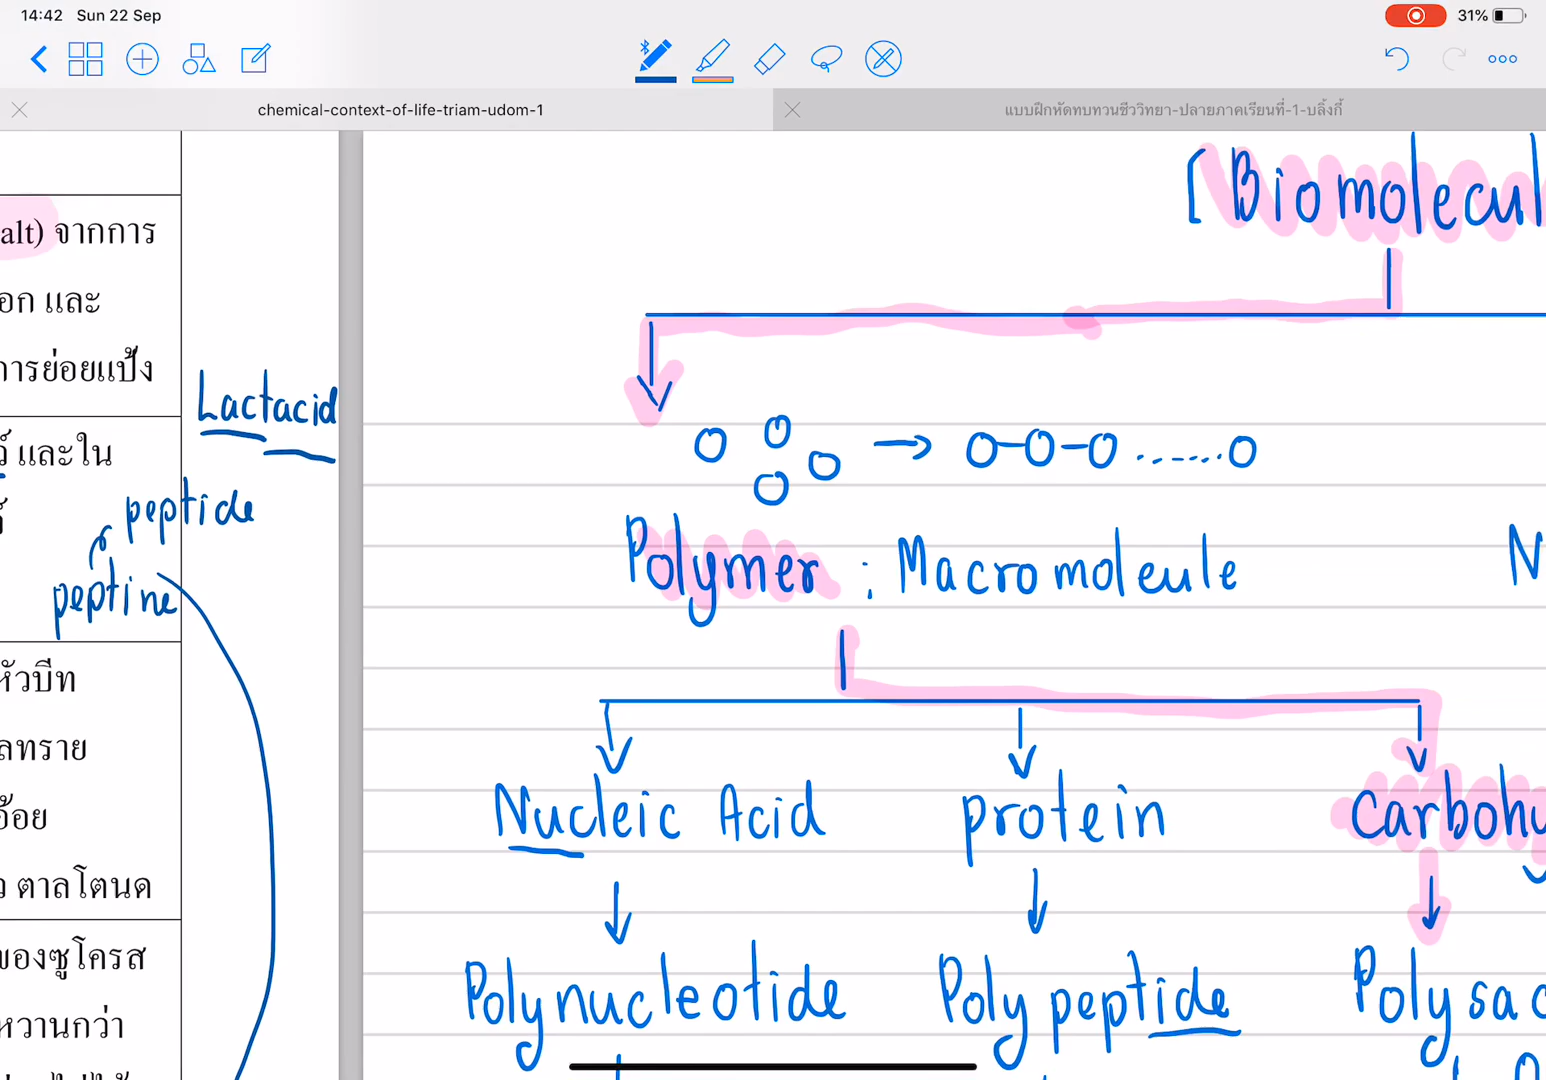 14:42 Sun 22 Sep
31%
chemical-context-of-life-triam-udom-1
แบบฝึกหัดทบทวนชีววิทยา-ปลายภาคเรียนที่-1-บลิ้งกี้
alt) จากการ
อก และ
การย่อยแป้ง
และใน
Lactacid
peptide
peptine
หัวบีท
ลทราย
อ้อย
ว ตาลโตนด
ของซูโครส
หวานกว่า
[Biomolecul
O O O O → O-O-O......O
Polymer : Macromoleule
N
Nucleic Acid protein carbohy
Polynucleotide Polypeptide Polysac